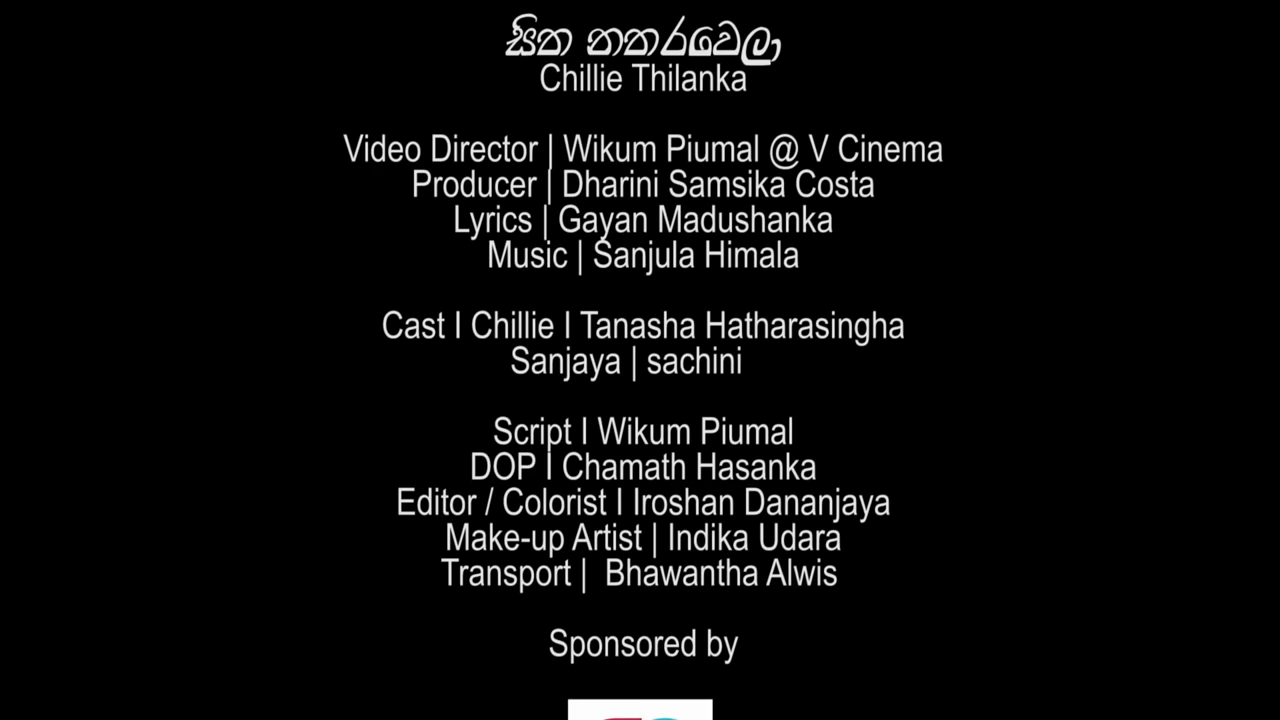 සිත නතරවෙලා
Chillie Thilanka
Video Director | Wikum Piumal @ V Cinema
Producer | Dharini Samsika Costa
Lyrics | Gayan Madushanka
Music | Sanjula Himala
Cast I Chillie I Tanasha Hatharasingha
Sanjaya | sachini
Script I Wikum Piumal
DOP I Chamath Hasanka
Editor / Colorist I Iroshan Dananjaya
Make-up Artist | Indika Udara
Transport |  Bhawantha Alwis
Sponsored by